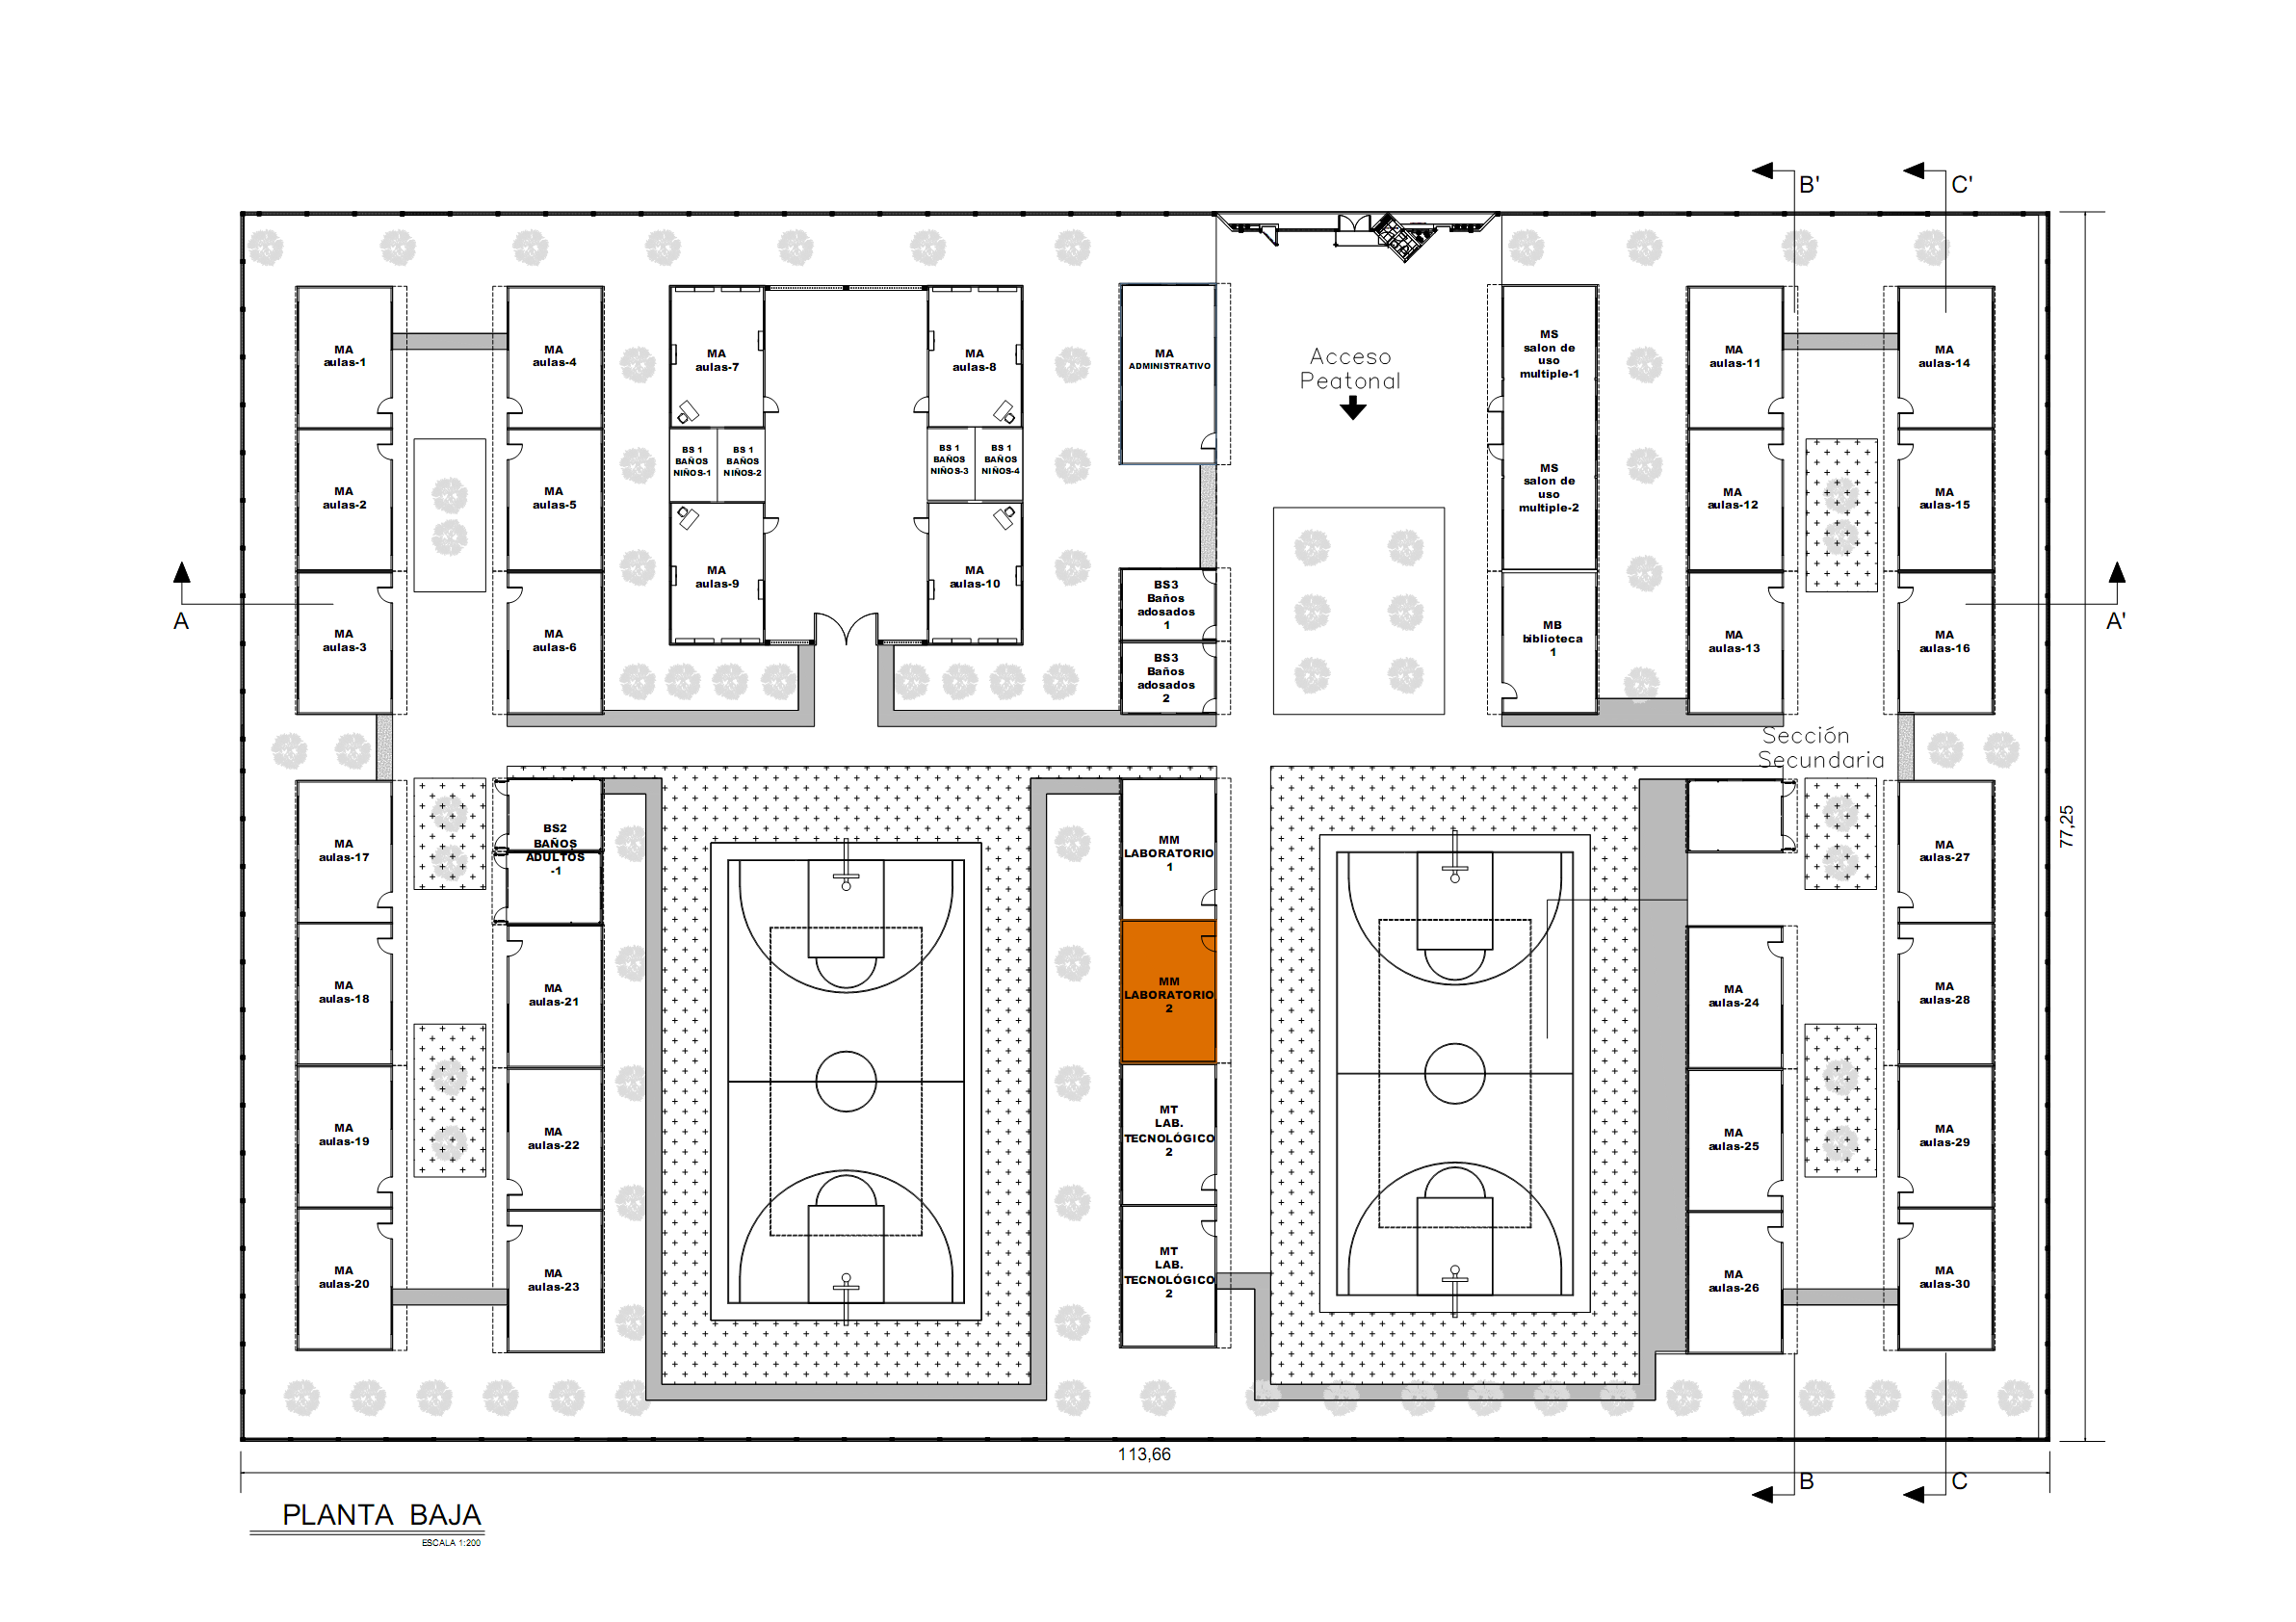 B'
C'
MA
aulas-1
MA
aulas-4
MA
aulas-7
MA
aulas-8
MA
ADMINISTRATIVO
Acceso
Peatonal
MS
salon de
uso
multiple-1
MA
aulas-11
MA
aulas-14
BS 1
BAÑOS
NIÑOS-1
BS 1
BAÑOS
NIÑOS-2
BS 1
BAÑOS
NIÑOS-3
BS 1
BAÑOS
NIÑOS-4
MA
aulas-2
MA
aulas-5
MS
salon de
uso
multiple-2
MA
aulas-12
MA
aulas-15
MA
aulas-9
MA
aulas-10
BS3
Baños
adosados
1
A
A'
MA
aulas-3
MA
aulas-6
BS3
Baños
adosados
2
MB
biblioteca
1
MA
aulas-13
MA
aulas-16
Sección
Secundaria
77,25
MA
aulas-17
BS2
BAÑOS
ADULTOS
-1
MM
LABORATORIO
1
MA
aulas-27
MA
aulas-18
MA
aulas-21
MM
LABORATORIO
2
MA
aulas-24
MA
aulas-28
MA
aulas-19
MA
aulas-22
MT
LAB.
TECNOLÓGICO
2
MA
aulas-25
MA
aulas-29
MA
aulas-20
MA
aulas-23
MT
LAB.
TECNOLÓGICO
2
MA
aulas-26
MA
aulas-30
113,66
B
C
PLANTA BAJA
ESCALA 1:200